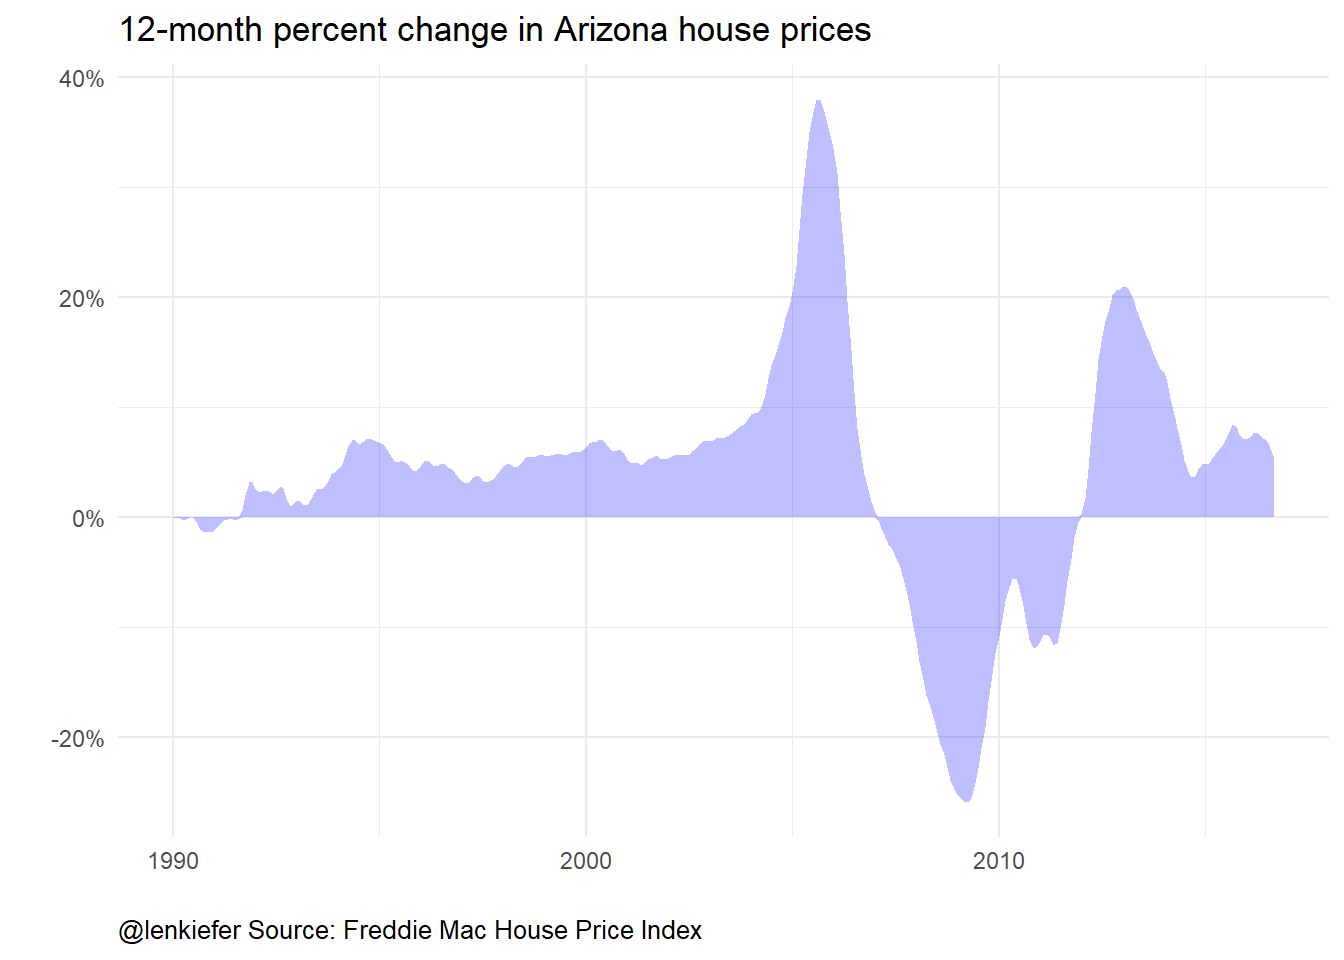 12-month percent change in Arizona house prices
40%
20%
0%
-20%
1990 2000 2010
@lenkiefer Source: Freddie Mac House Price Index